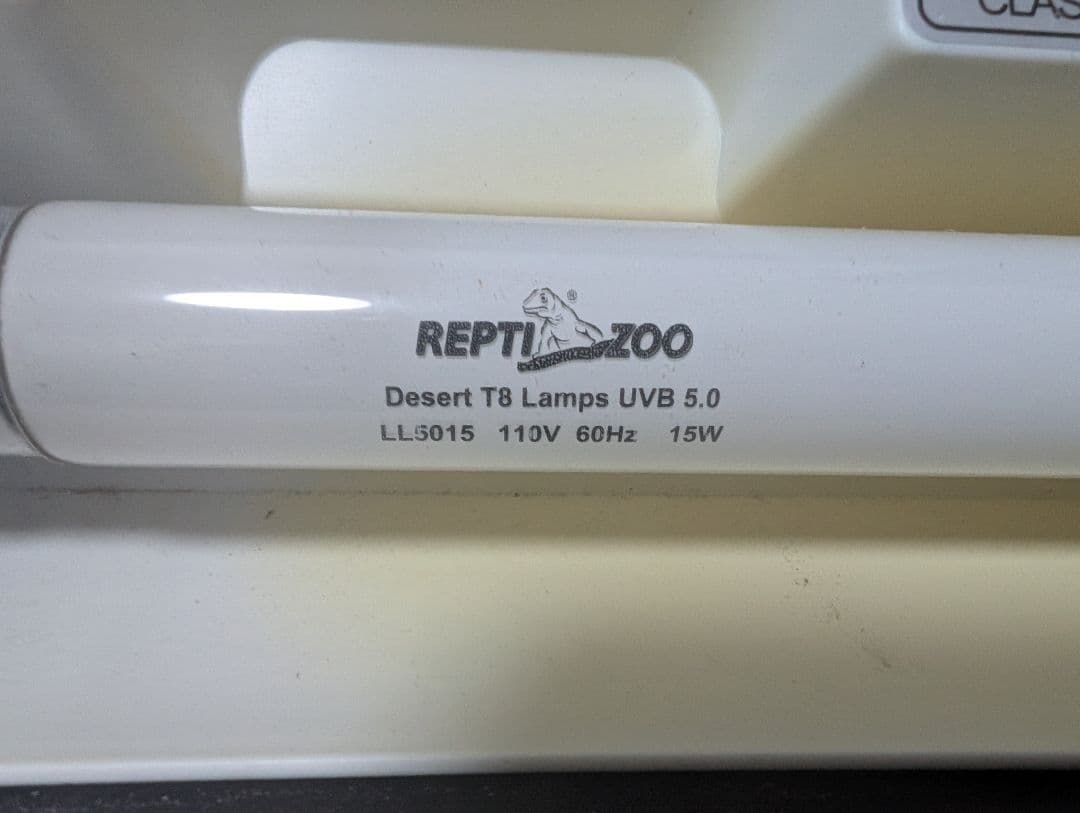 REPTI ZOO ®
Desert T8 Lamps UVB 5.0
LL5015 110V 60Hz 15W